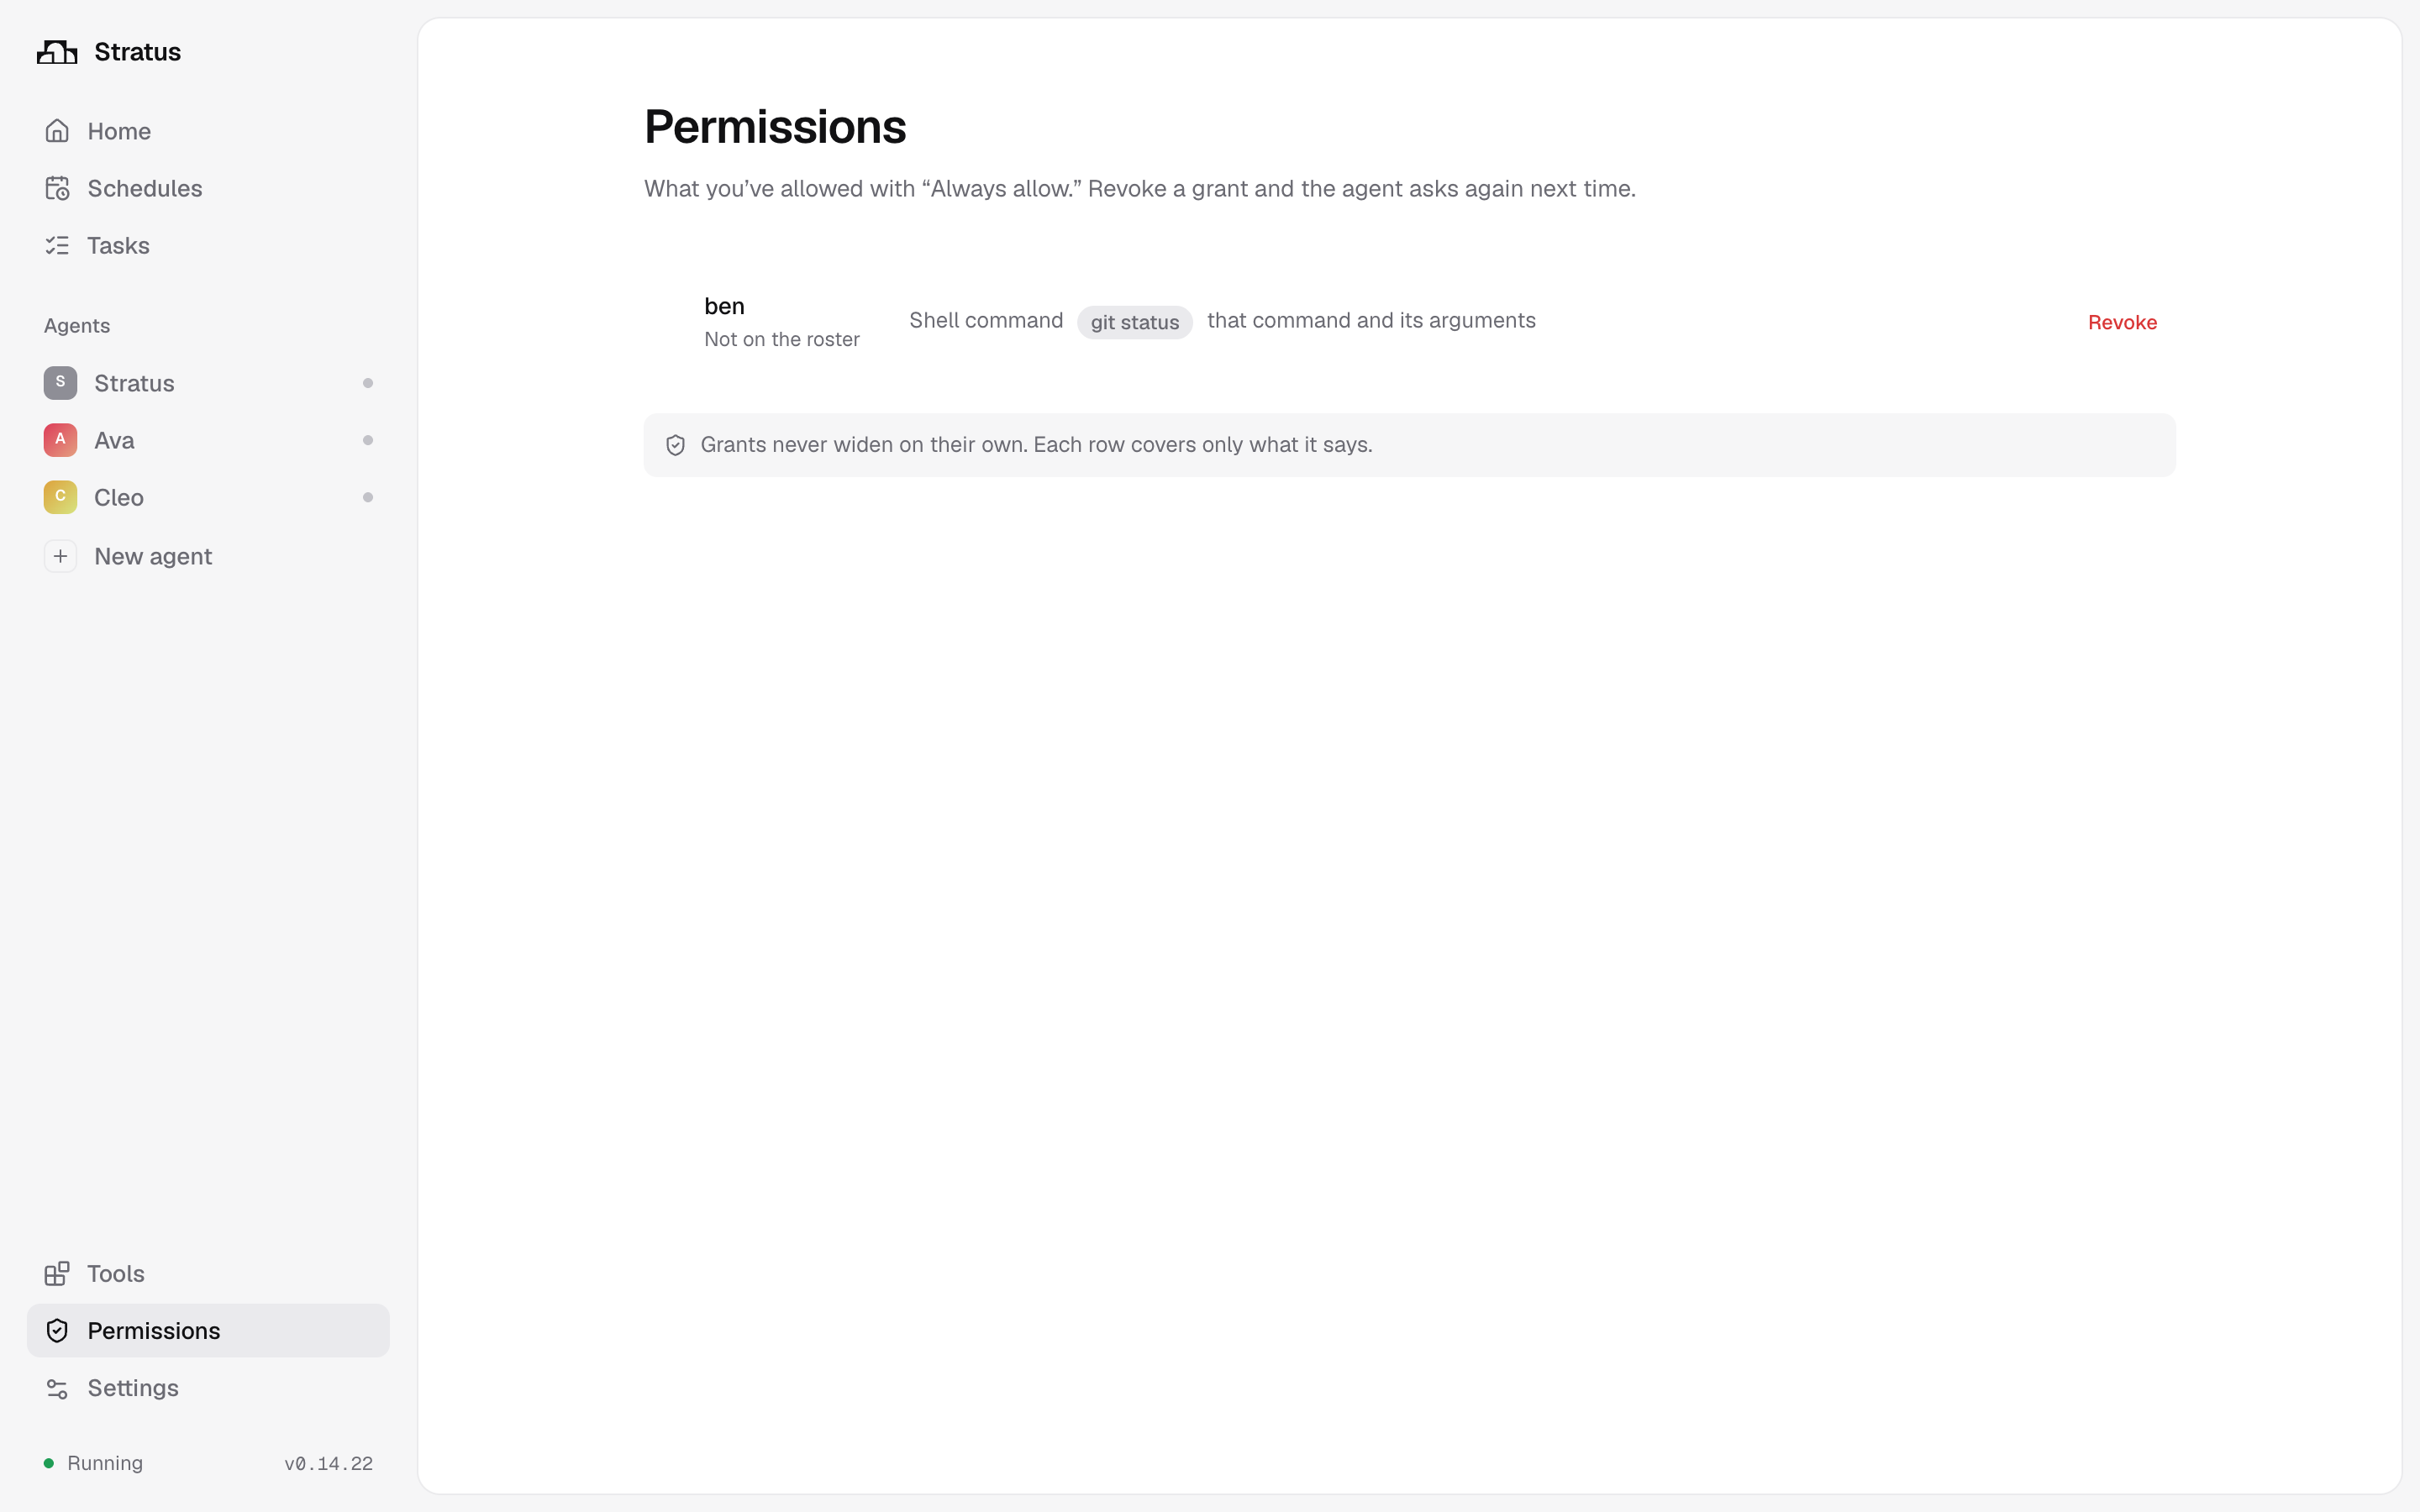 Stratus
Home
Schedules
Tasks
Agents
S Stratus
A Ava
C Cleo
New agent
Tools
Permissions
Settings
Running v0.14.22
Permissions
What you’ve allowed with “Always allow.” Revoke a grant and the agent asks again next time.
ben
Not on the roster
Shell command git status that command and its arguments
Revoke
Grants never widen on their own. Each row covers only what it says.